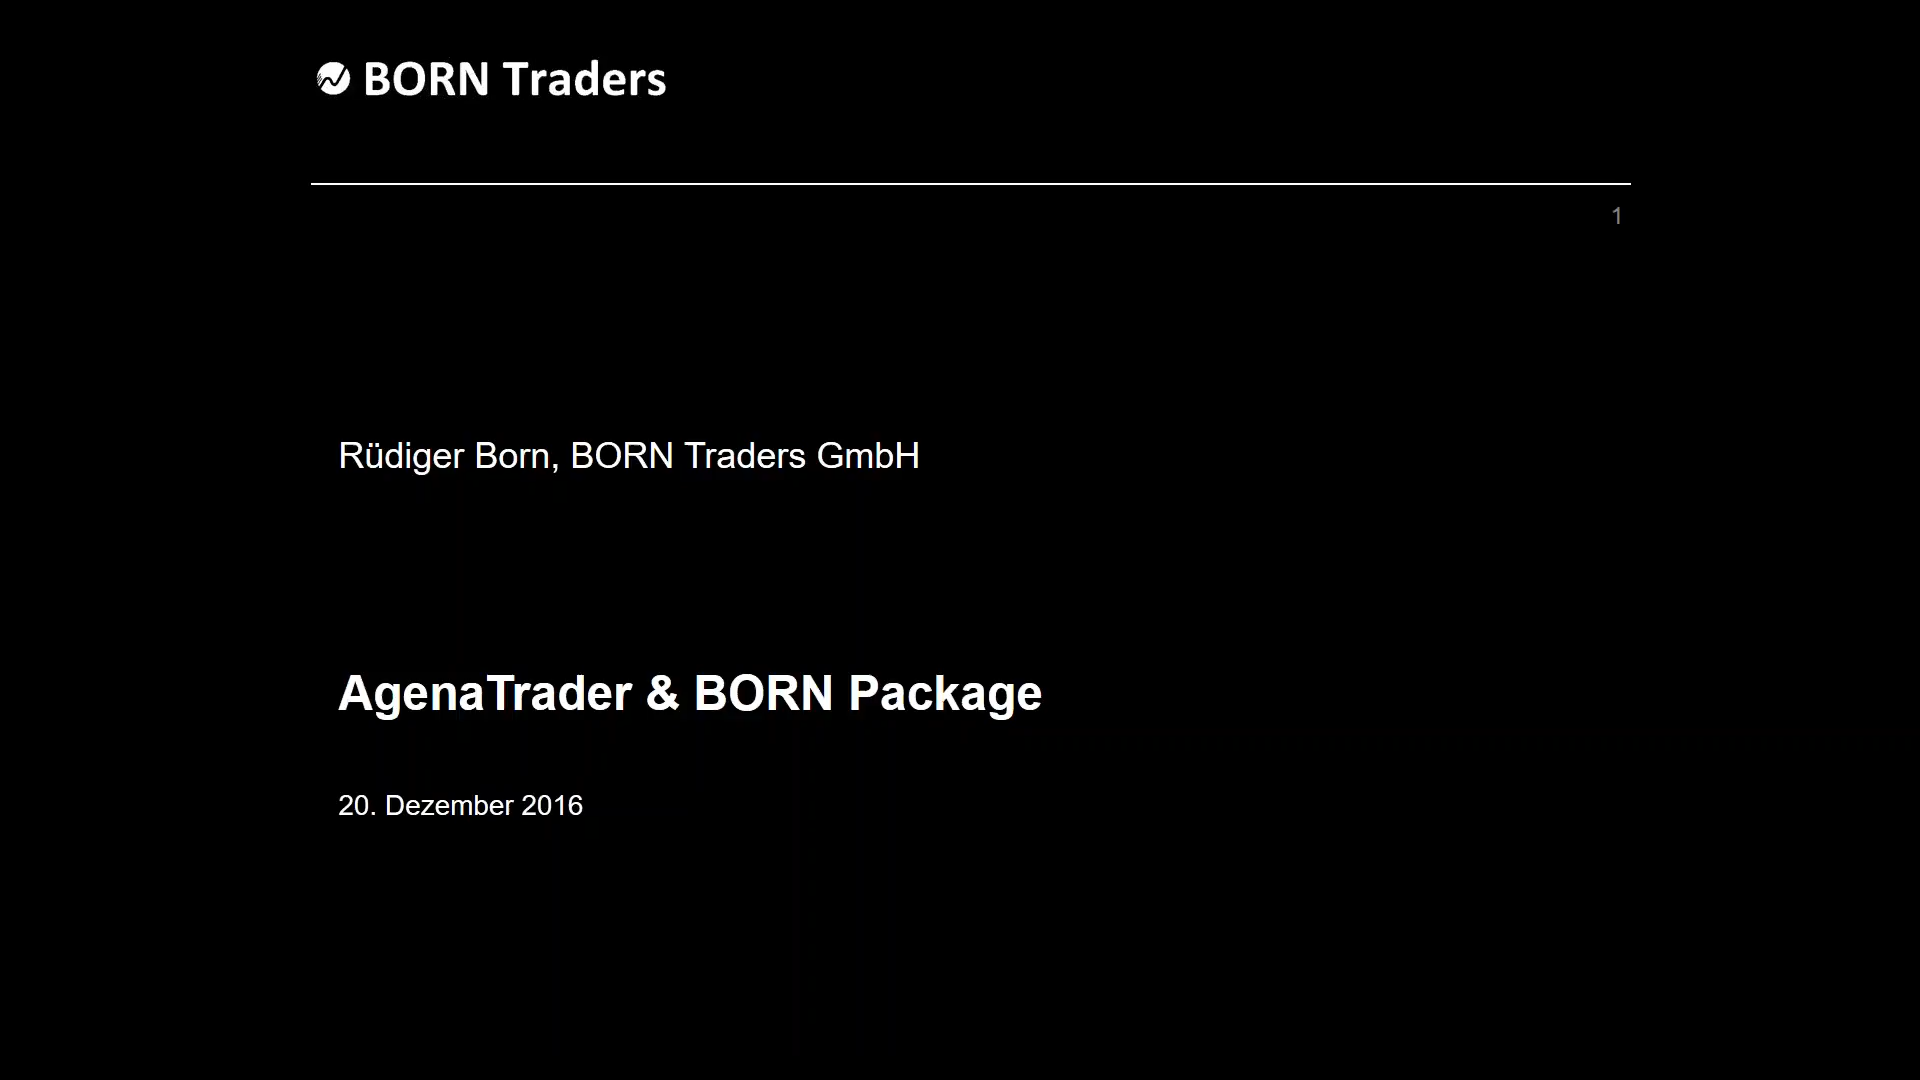 BORN Traders
1
Rüdiger Born, BORN Traders GmbH
AgenaTrader & BORN Package
20. Dezember 2016